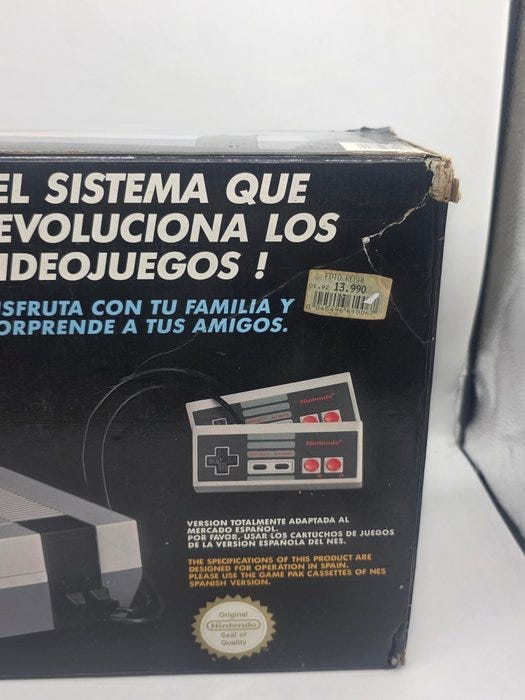 EL SISTEMA QUE
EVOLUCIONA LOS
IDEOJUEGOS !
ISFRUTA CON TU FAMILIA Y
ORPRENDE A TUS AMIGOS.
01.92 13.990
Nintendo
Nintendo
VERSION TOTALMENTE ADAPTADA AL
MERCADO ESPAÑOL.
POR FAVOR, USAR LOS CARTUCHOS DE JUEGOS
DE LA VERSION ESPAÑOLA DEL NES.
THE SPECIFICATIONS OF THIS PRODUCT ARE
DESIGNED FOR OPERATION IN SPAIN.
PLEASE USE THE GAME PAK CASSETTES OF NES
SPANISH VERSION.
Original
Nintendo
Seal of
Quality